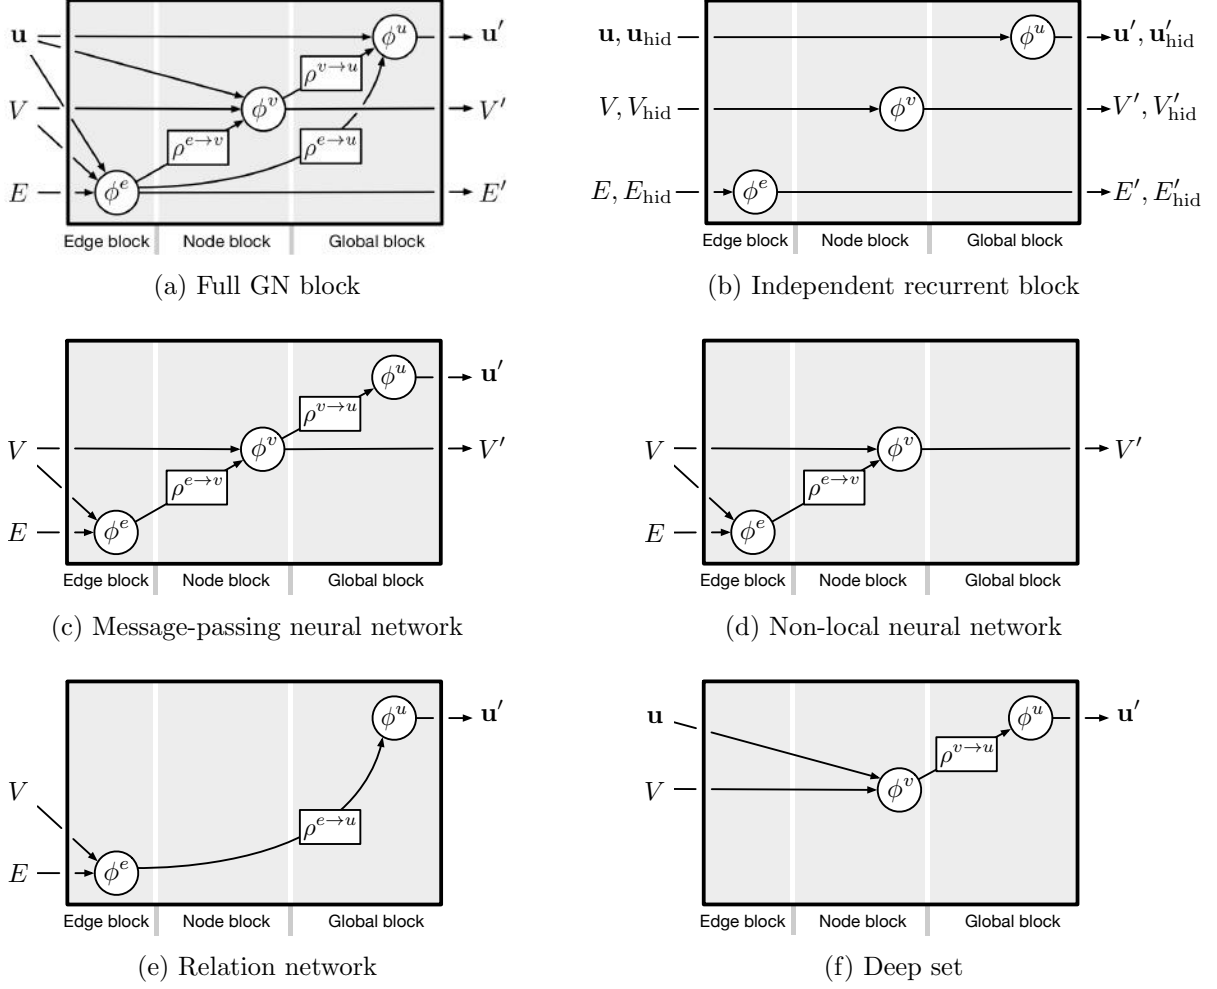 u φ^u u′
ρ^{v→u}
V φ^v V′
ρ^{e→v} ρ^{e→u}
E φ^e E′
Edge block Node block Global block
(a) Full GN block
u, u_hid φ^u u′, u′_hid
V, V_hid φ^v V′, V′_hid
E, E_hid φ^e E′, E′_hid
Edge block Node block Global block
(b) Independent recurrent block
φ^u u′
ρ^{v→u}
V φ^v V′
ρ^{e→v}
E φ^e
Edge block Node block Global block
(c) Message-passing neural network
V φ^v V′
ρ^{e→v}
E φ^e
Edge block Node block Global block
(d) Non-local neural network
φ^u u′
V
ρ^{e→u}
E φ^e
Edge block Node block Global block
(e) Relation network
u φ^u u′
ρ^{v→u}
V φ^v
Edge block Node block Global block
(f) Deep set